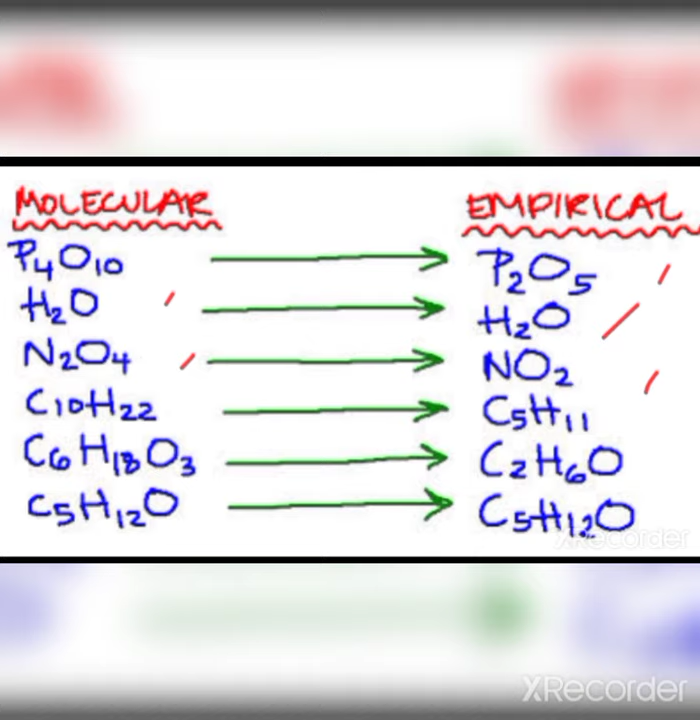 MOLECULAR EMPIRICAL
P₄O₁₀ P₂O₅
H₂O H₂O
N₂O₄ NO₂
C₁₀H₂₂ C₅H₁₁
C₆H₁₈O₃ C₂H₆O
C₅H₁₂O C₅H₁₂O
XRecorder
XRecorder